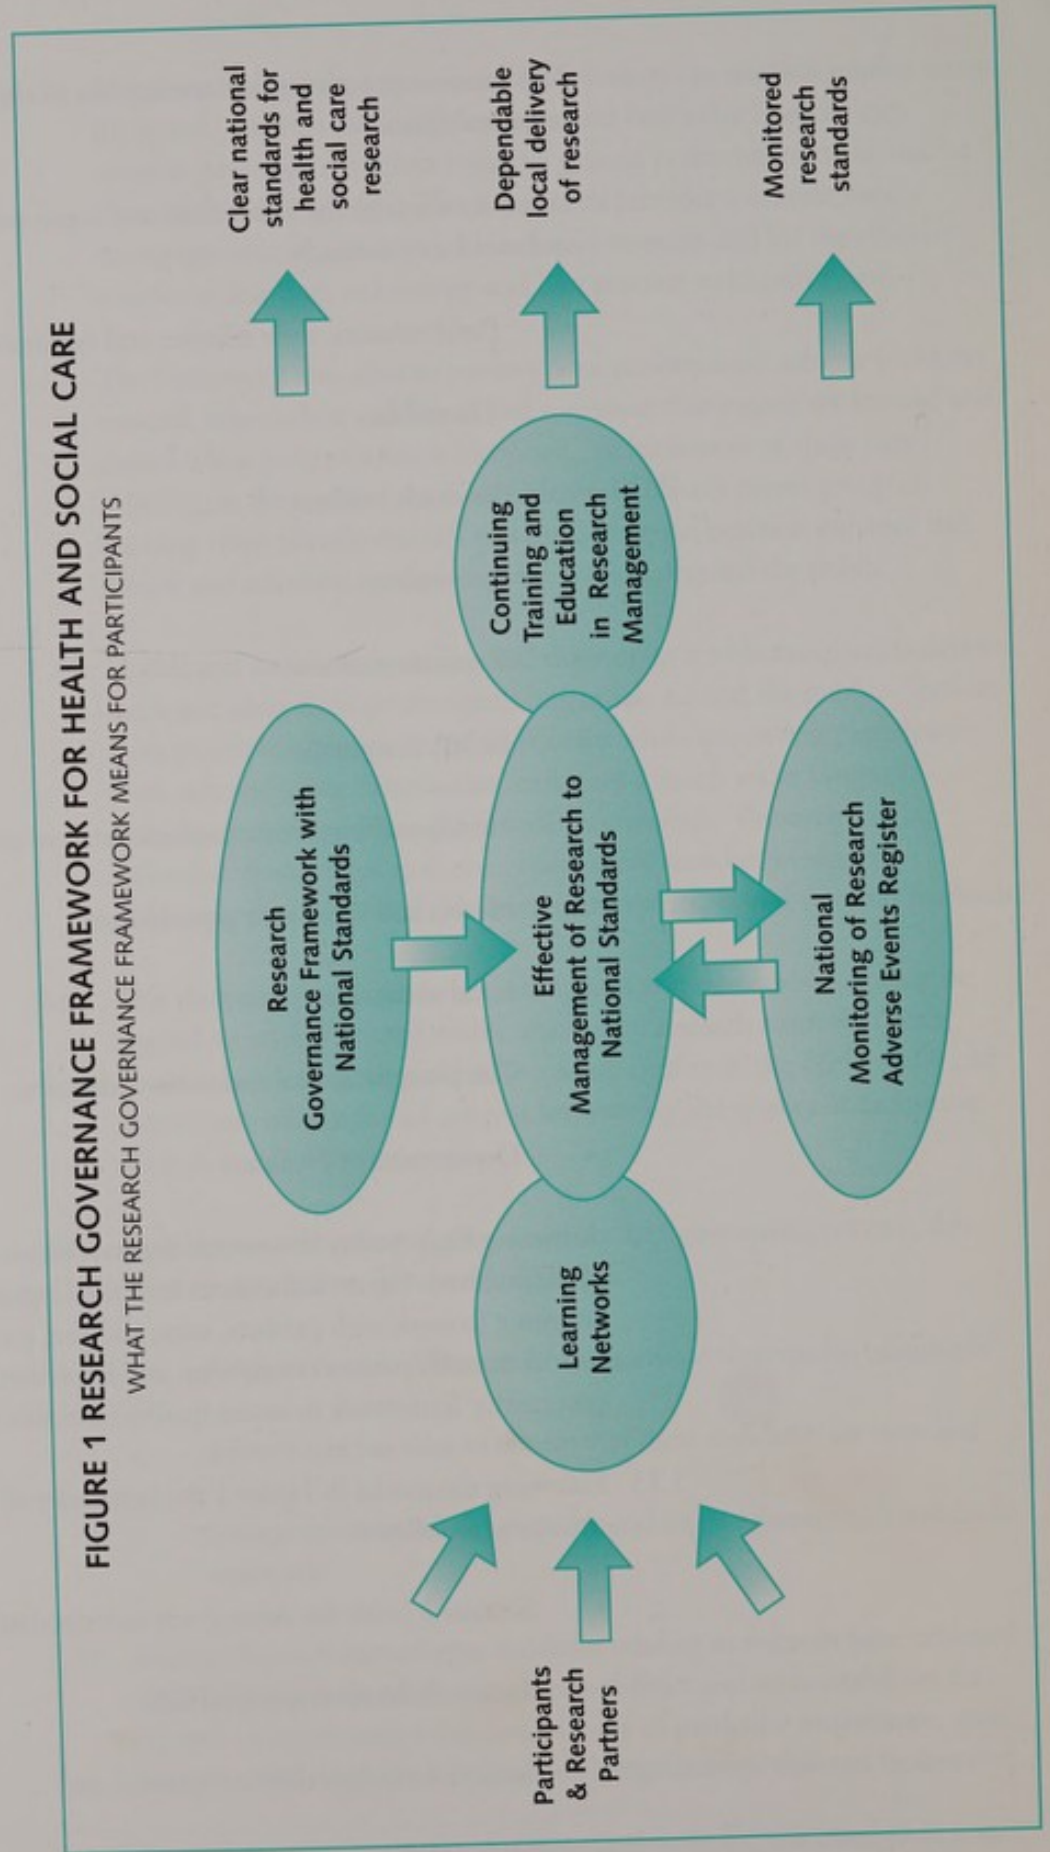 FIGURE 1 RESEARCH GOVERNANCE FRAMEWORK FOR HEALTH AND SOCIAL CARE
WHAT THE RESEARCH GOVERNANCE FRAMEWORK MEANS FOR PARTICIPANTS
Participants
& Research
Partners
Learning
Networks
Research
Governance Framework with
National Standards
Effective
Management of Research to
National Standards
National
Monitoring of Research
Adverse Events Register
Continuing
Training and
Education
in Research
Management
Clear national
standards for
health and
social care
research
Dependable
local delivery
of research
Monitored
research
standards